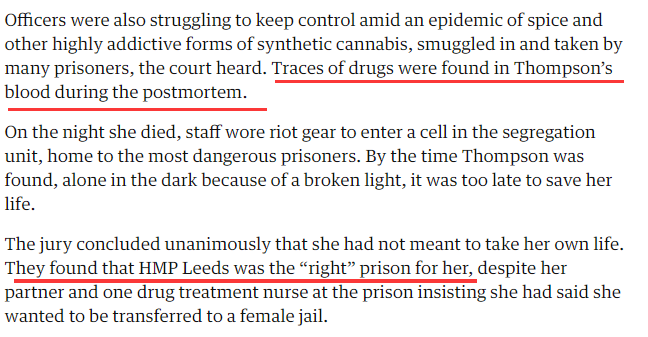 Officers were also struggling to keep control amid an epidemic of spice and
other highly addictive forms of synthetic cannabis, smuggled in and taken by
many prisoners, the court heard. Traces of drugs were found in Thompson’s
blood during the postmortem.
On the night she died, staff wore riot gear to enter a cell in the segregation
unit, home to the most dangerous prisoners. By the time Thompson was
found, alone in the dark because of a broken light, it was too late to save her
life.
The jury concluded unanimously that she had not meant to take her own life.
They found that HMP Leeds was the “right” prison for her, despite her
partner and one drug treatment nurse at the prison insisting she had said she
wanted to be transferred to a female jail.